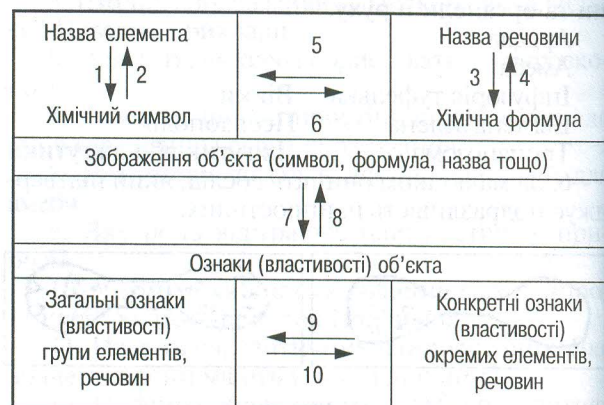 Назва елемента
1 2
Хімічний символ
5
6
Назва речовини
3 4
Хімічна формула
Зображення об’єкта (символ, формула, назва тощо)
7 8
Ознаки (властивості) об’єкта
Загальні ознаки
(властивості)
групи елементів,
речовин
9
10
Конкретні ознаки
(властивості)
окремих елементів,
речовин